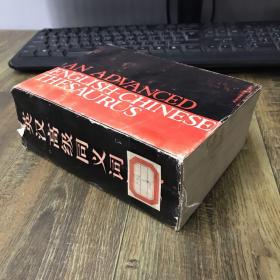 AN ADVANCED
ENGLISH-CHINESE
THESAURUS
英汉高级同义词